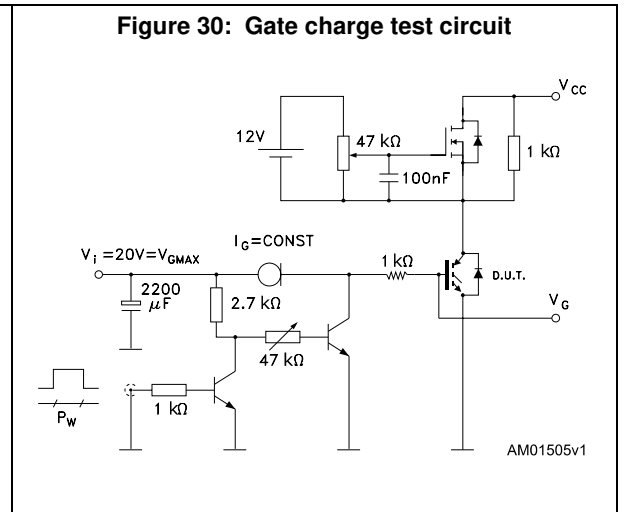 Figure 30: Gate charge test circuit
V CC
12V
47 kΩ
1 kΩ
100nF
V i =20V=V GMAX
I G=CONST
1 kΩ
2200
μF
2.7 kΩ
D.U.T.
V G
47 kΩ
1 kΩ
P W
AM01505v1